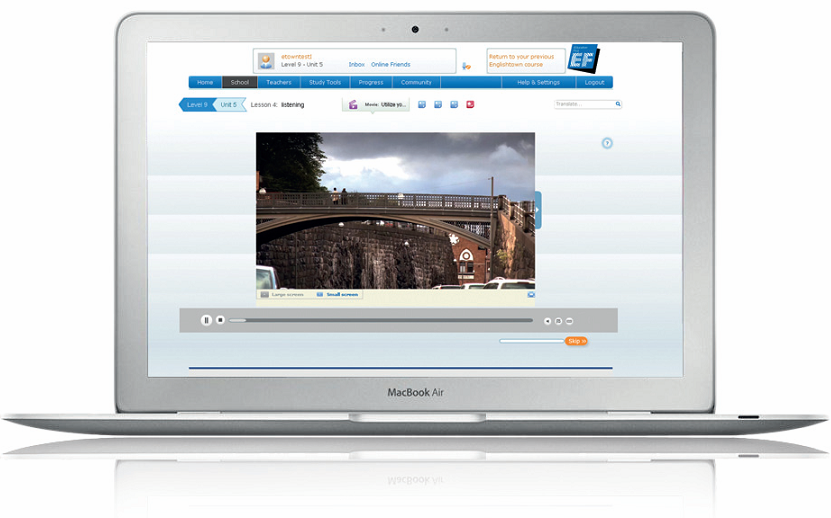 etowntest1
Level 9 - Unit 5
Inbox
Online Friends
Return to your previous
Englishtown course
EF
Home
School
Teachers
Study Tools
Progress
Community
Help & Settings
Logout
Level 9
Unit 5
Lesson 4: listening
Movie: Utilize yo...
Translate...
?
Large screen
Small screen
Skip >
MacBook Air